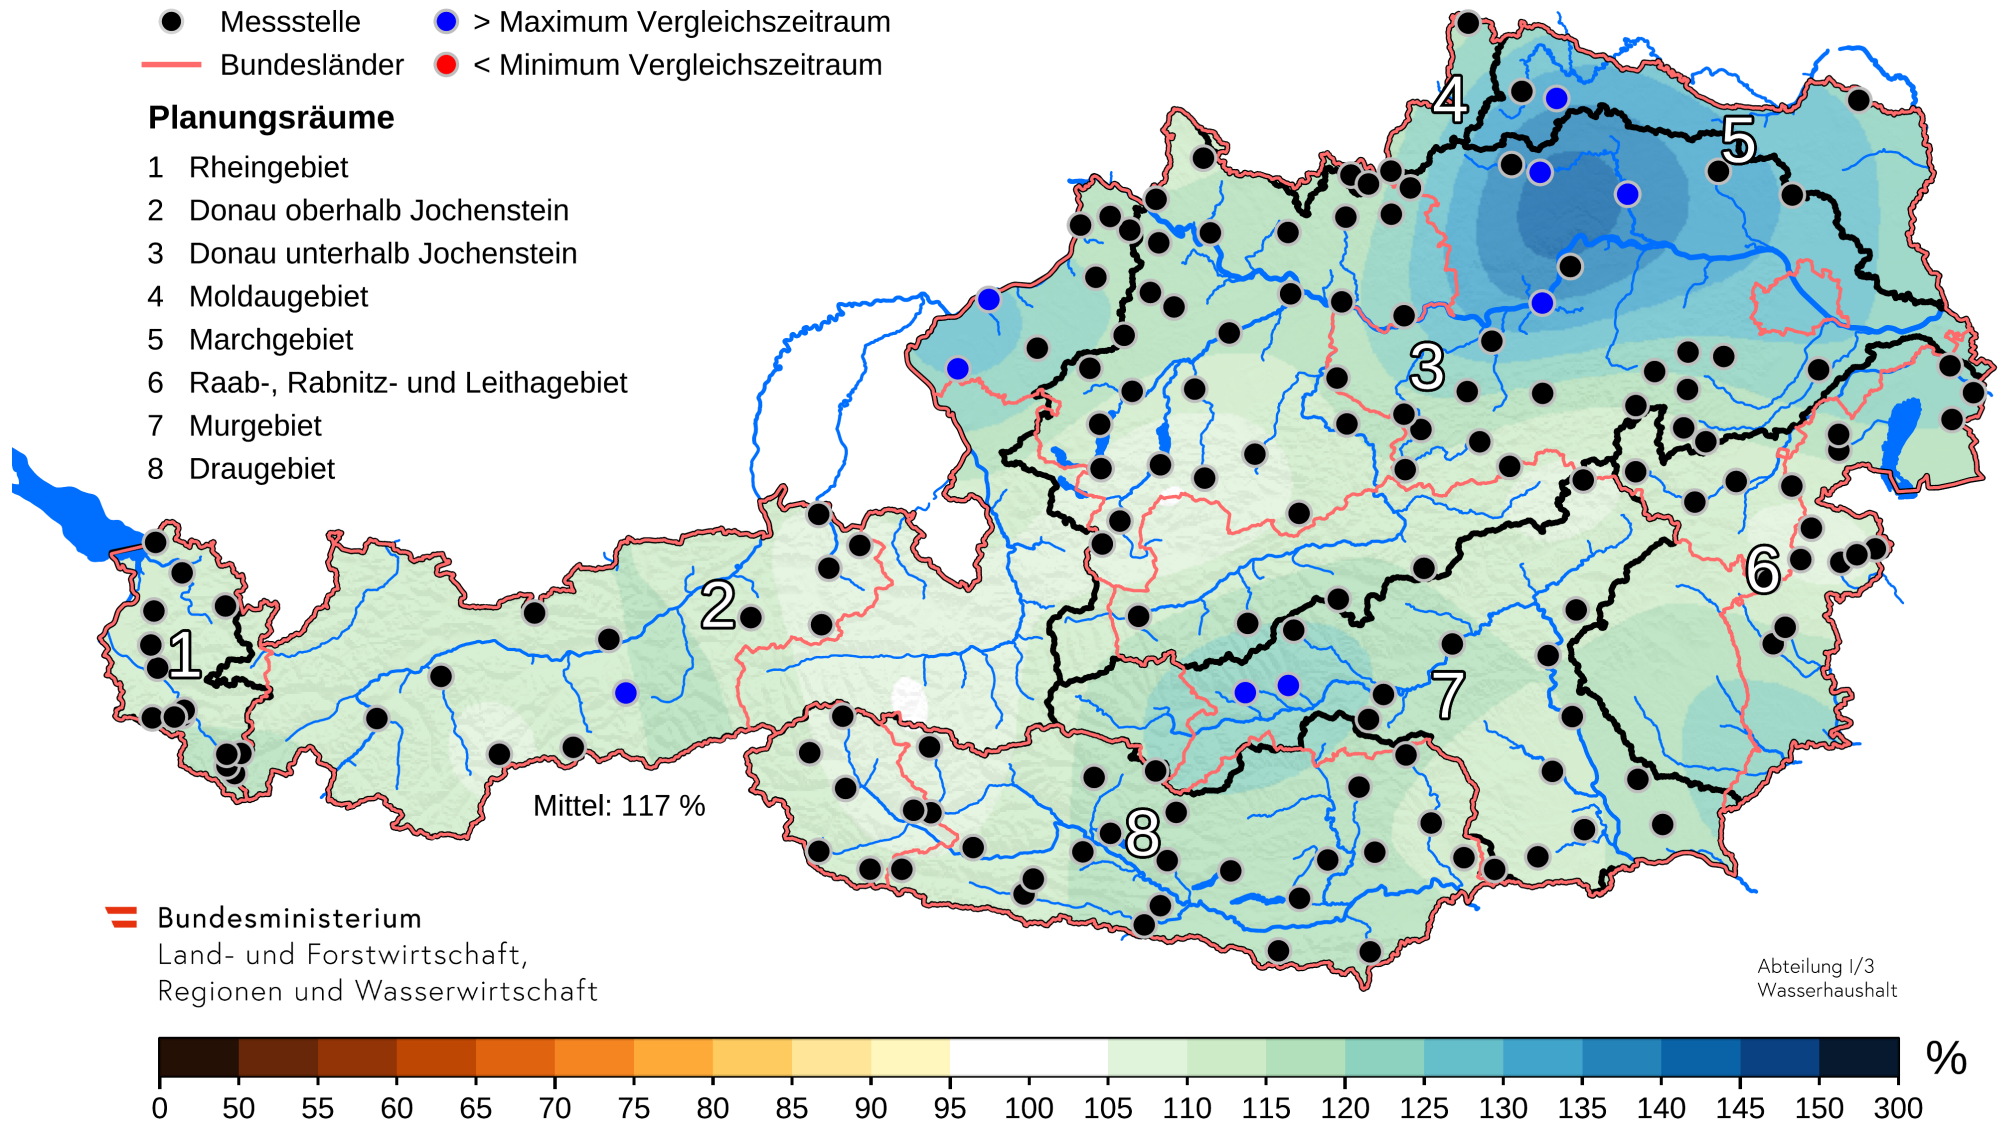 Messstelle
> Maximum Vergleichszeitraum
Bundesländer
< Minimum Vergleichszeitraum
Planungsräume
1 Rheingebiet
2 Donau oberhalb Jochenstein
3 Donau unterhalb Jochenstein
4 Moldaugebiet
5 Marchgebiet
6 Raab-, Rabnitz- und Leithagebiet
7 Murgebiet
8 Draugebiet
4
5
3
6
2
1
7
8
Mittel: 117 %
Bundesministerium
Land- und Forstwirtschaft,
Regionen und Wasserwirtschaft
Abteilung I/3
Wasserhaushalt
%
0 50 55 60 65 70 75 80 85 90 95 100 105 110 115 120 125 130 135 140 145 150 300